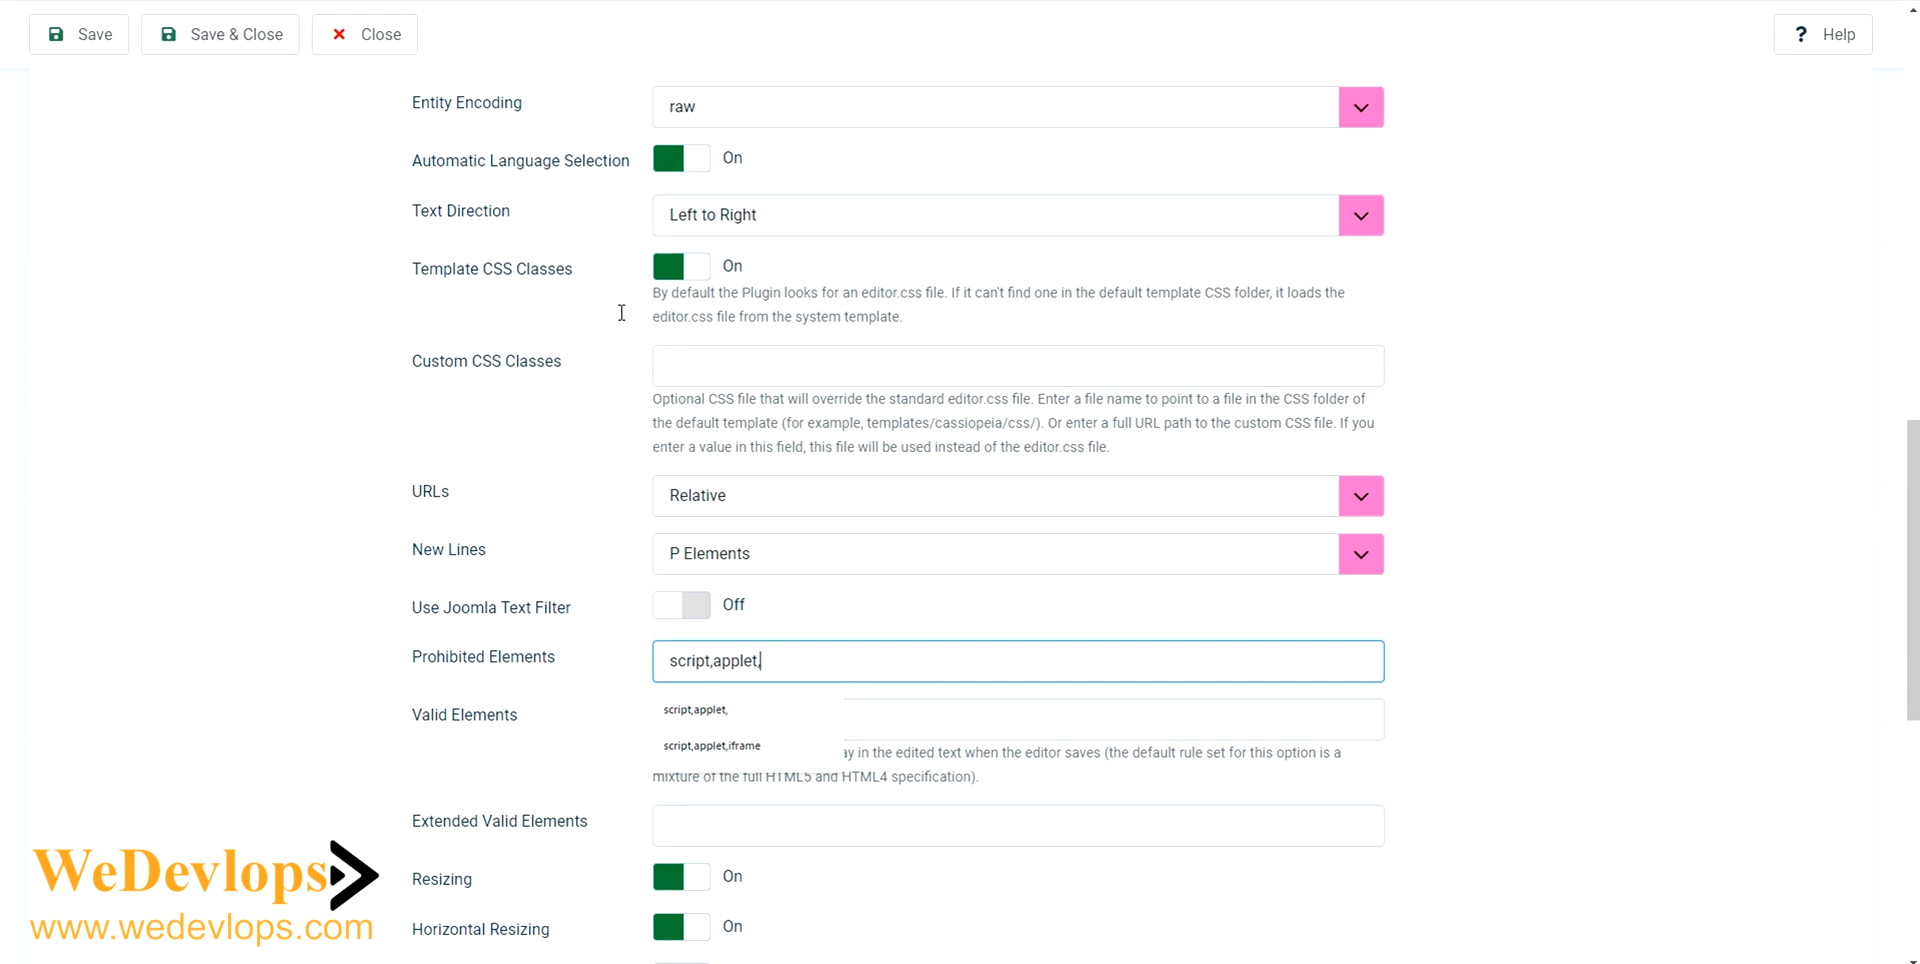 Save
Save & Close
Close
? Help
Entity Encoding
raw
Automatic Language Selection
On
Text Direction
Left to Right
Template CSS Classes
On
By default the Plugin looks for an editor.css file. If it can't find one in the default template CSS folder, it loads the
editor.css file from the system template.
Custom CSS Classes
Optional CSS file that will override the standard editor.css file. Enter a file name to point to a file in the CSS folder of
the default template (for example, templates/cassiopeia/css/). Or enter a full URL path to the custom CSS file. If you
enter a value in this field, this file will be used instead of the editor.css file.
URLs
Relative
New Lines
P Elements
Use Joomla Text Filter
Off
Prohibited Elements
script,applet,
Valid Elements
script,applet,
script,applet,iframe
in the edited text when the editor saves (the default rule set for this option is a
mixture of the full HTML5 and HTML4 specification).
Extended Valid Elements
Resizing
On
Horizontal Resizing
On
WeDevlops
www.wedevlops.com